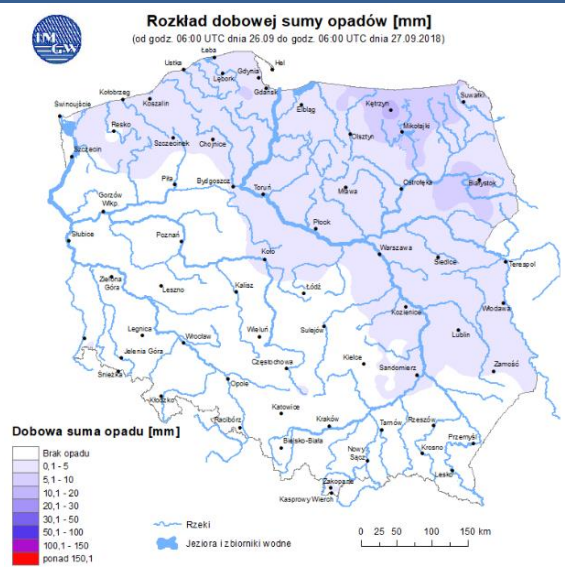 IM
GW
Rozkład dobowej sumy opadów [mm]
(od godz. 06:00 UTC dnia 26.09 do godz. 06:00 UTC dnia 27.09.2018)
Łeba
Ustka
Hel
Gdynia
Lębork
Gdańsk
Kołobrzeg
Koszalin
Świnoujście
Elbląg
Kętrzyn
Suwałki
Resko
Mikołajki
Olsztyn
Szczecinek
Chojnice
Szczecin
Piła
Bydgoszcz
Toruń
Mława
Ostrołęka
Białystok
Gorzów
Wlkp.
Płock
Słubice
Poznań
Warszawa
Koło
Siedlce
Terespol
Zielona
Góra
Leszno
Kalisz
Łódź
Kozienice
Włodawa
Legnica
Wrocław
Wieluń
Sulejów
Lublin
Jelenia Góra
Kielce
Zamość
Śnieżka
Częstochowa
Sandomierz
Opole
Kłodzko
Katowice
Racibórz
Kraków
Tarnów
Rzeszów
Bielsko-Biała
Przemyśl
Nowy
Sącz
Krosno
Lesko
Zakopane
Kasprowy Wierch
Dobowa suma opadu [mm]
Brak opadu
0,1 - 5
5,1 - 10
10,1 - 20
20,1 - 30
30,1 - 50
50,1 - 100
100,1 - 150
ponad 150,1
Rzeki
Jeziora i zbiorniki wodne
0 25 50 100 150 km